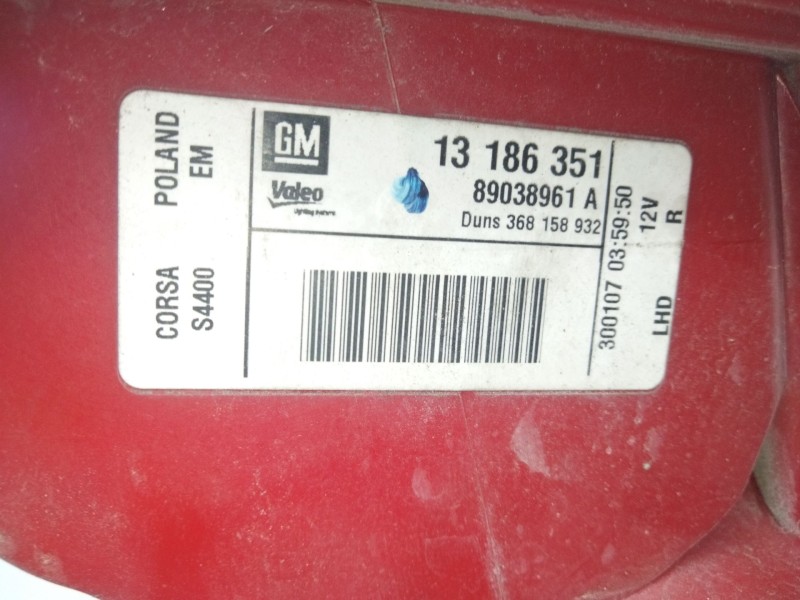 GM
Valeo
13 186 351
89038961 A
Duns 368 158 932
CORSA POLAND
S4400 EM
300107 03:59:50
12V
LHD R